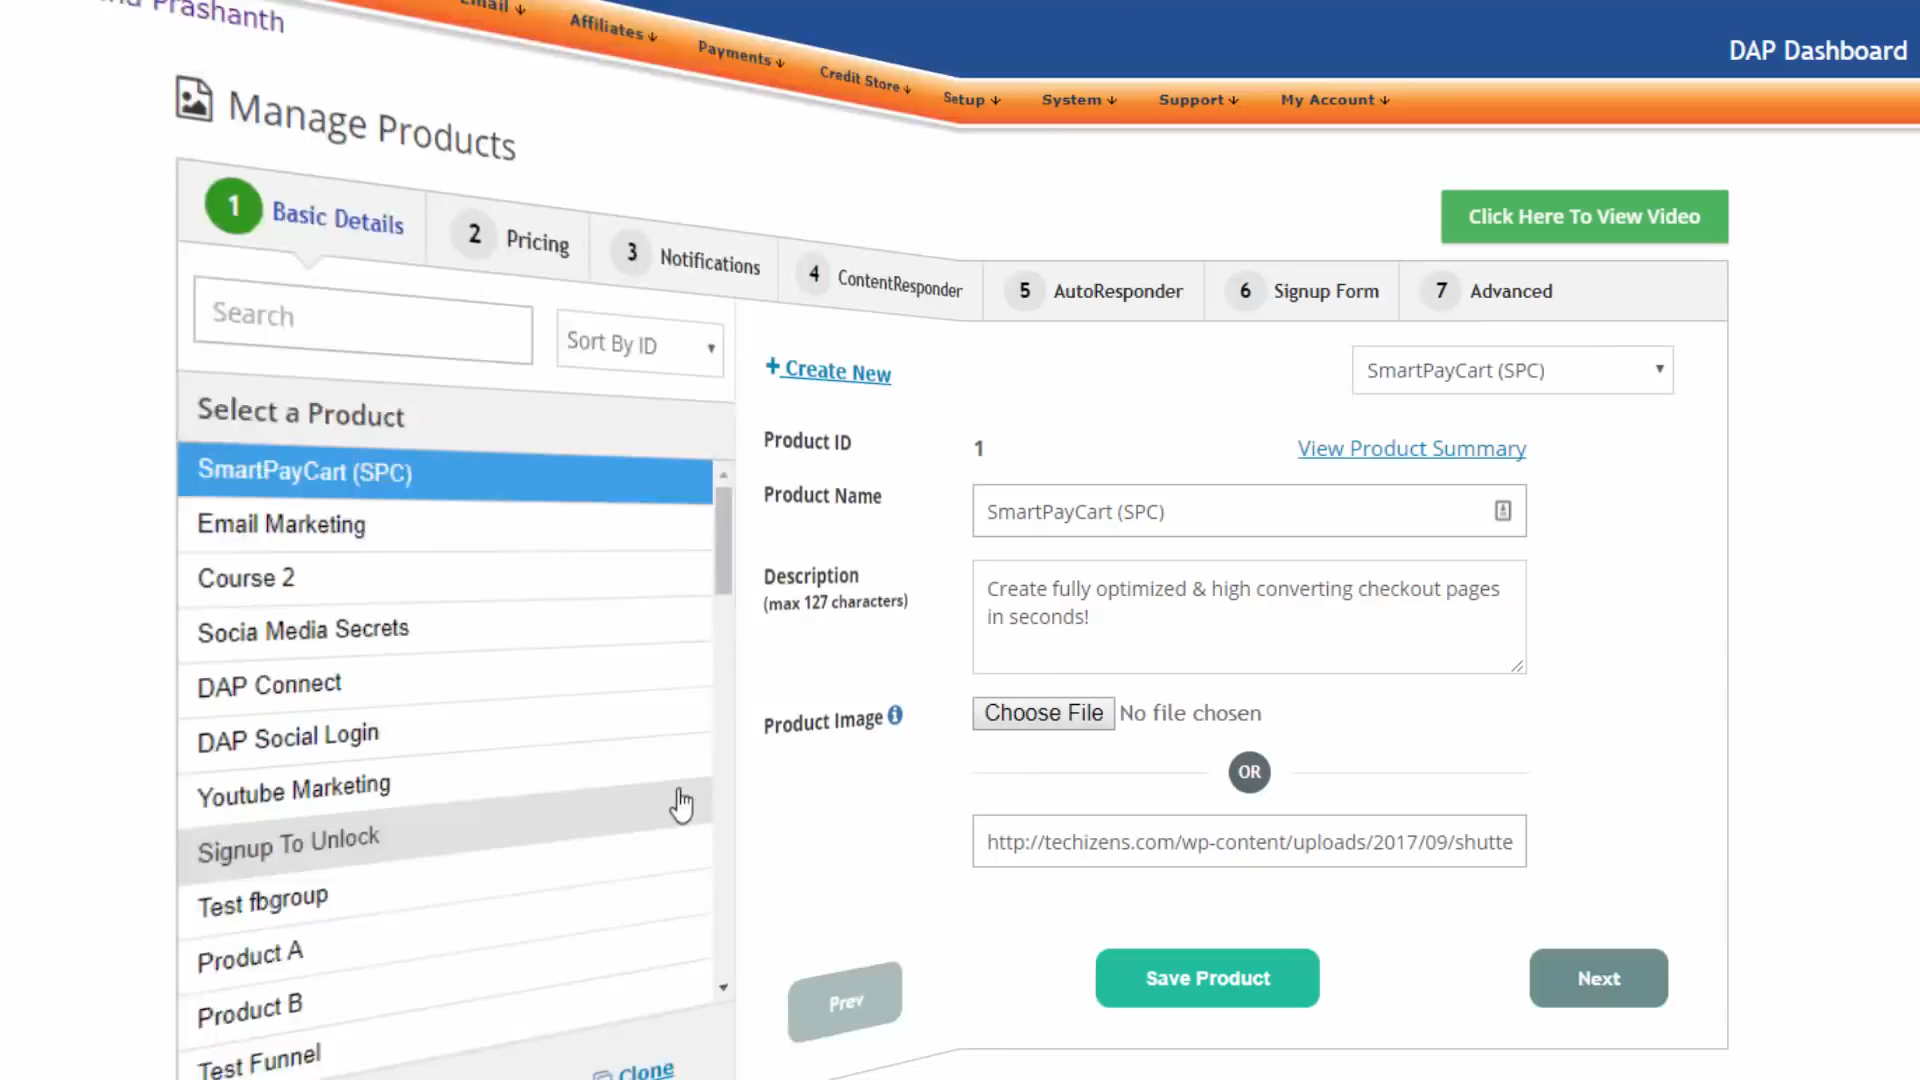 Prashanth
Email
Affiliates
Payments
Credit Store
Setup
System
Support
My Account
DAP Dashboard
Manage Products
Click Here To View Video
1 Basic Details
2 Pricing
3 Notifications
4 ContentResponder
5 AutoResponder
6 Signup Form
7 Advanced
Search
Sort By ID
Select a Product
SmartPayCart (SPC)
Email Marketing
Course 2
Socia Media Secrets
DAP Connect
DAP Social Login
Youtube Marketing
Signup To Unlock
Test fbgroup
Product A
Product B
Test Funnel
Clone
+ Create New
SmartPayCart (SPC)
Product ID
1
View Product Summary
Product Name
SmartPayCart (SPC)
Description
(max 127 characters)
Create fully optimized & high converting checkout pages
in seconds!
Product Image
Choose File No file chosen
OR
http://techizens.com/wp-content/uploads/2017/09/shutte
Prev
Save Product
Next